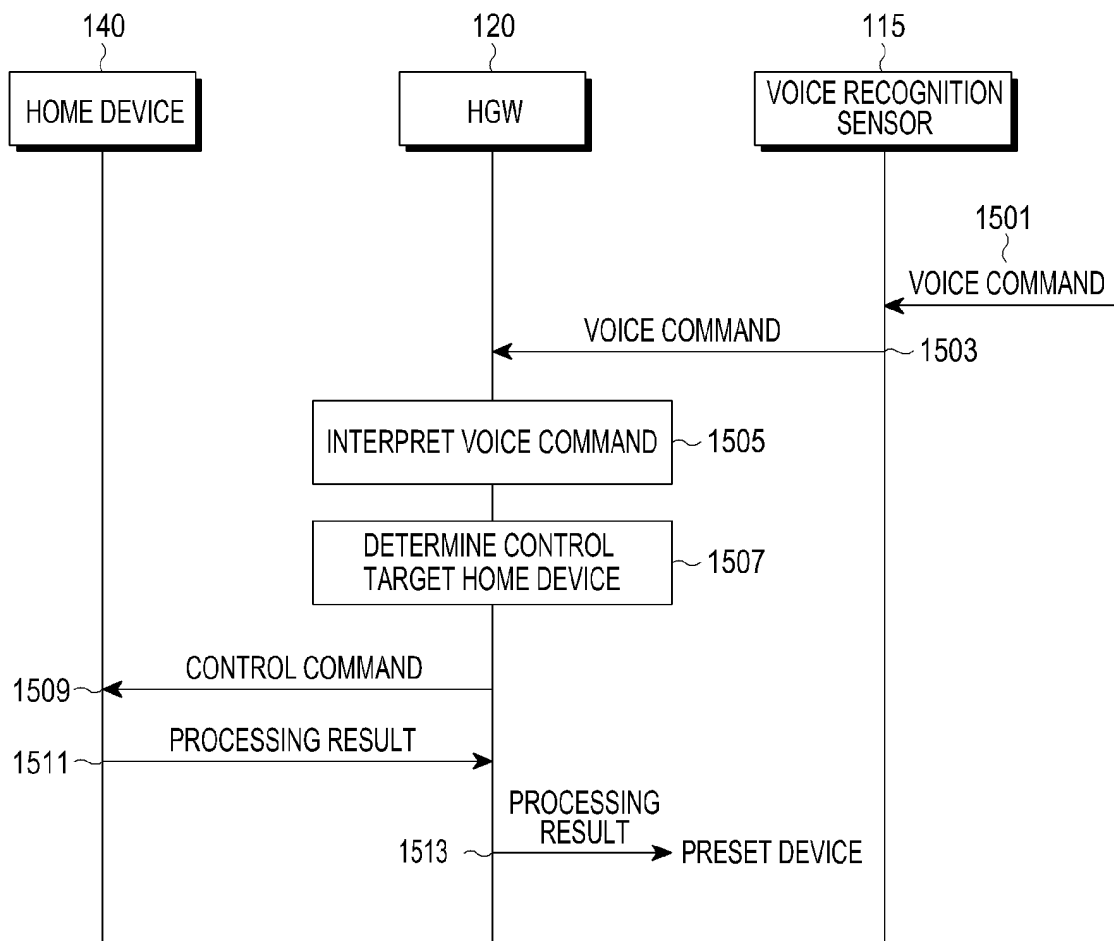 140
120
115
HOME DEVICE
HGW
VOICE RECOGNITION
SENSOR
1501
VOICE COMMAND
VOICE COMMAND
1503
INTERPRET VOICE COMMAND
1505
DETERMINE CONTROL
TARGET HOME DEVICE
1507
CONTROL COMMAND
1509
PROCESSING RESULT
1511
PROCESSING
RESULT
1513
PRESET DEVICE